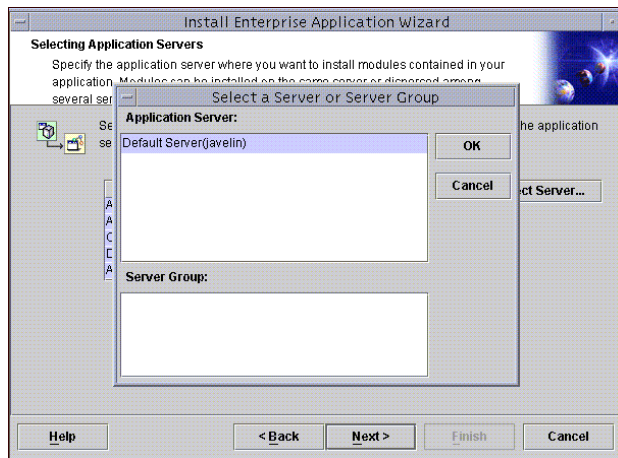 Install Enterprise Application Wizard
Selecting Application Servers
Specify the application server where you want to install modules contained in your
application. Modules can be installed on the same server or dispersed among
several ser
Select a Server or Server Group
Application Server:
Default Server(javelin)
OK
Cancel
Server Group:
Se
he application
se
ct Server...
A
A
C
D
A
Help
< Back
Next >
Finish
Cancel